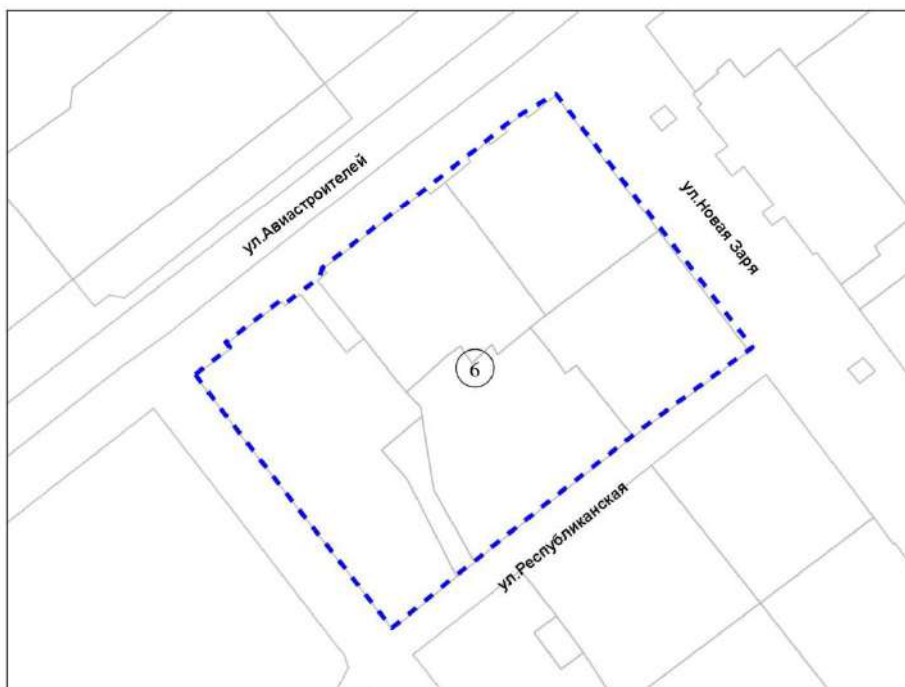 ул.Авиастроителей
ул.Новая Заря
6
ул.Республиканская